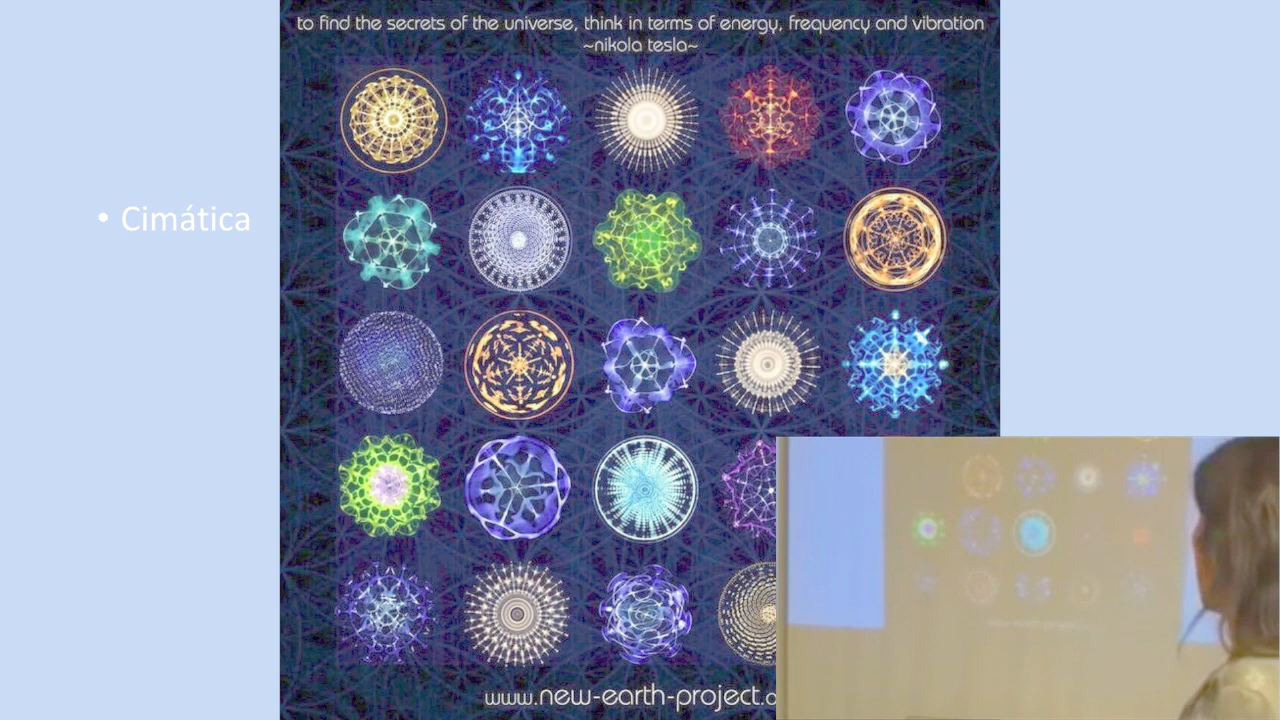 to find the secrets of the universe, think in terms of energy, frequency and vibration
~nikola tesla~
• Cimática
www.new-earth-project.o